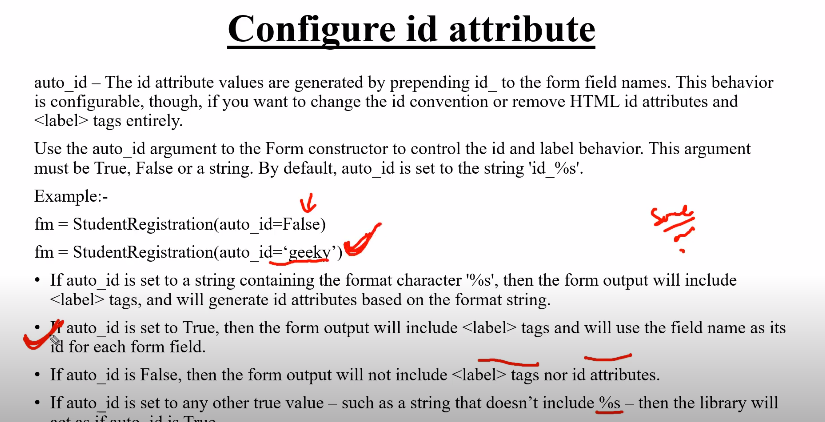 Configure id attribute
auto_id – The id attribute values are generated by prepending id_ to the form field names. This behavior
is configurable, though, if you want to change the id convention or remove HTML id attributes and
<label> tags entirely.
Use the auto_id argument to the Form constructor to control the id and label behavior. This argument
must be True, False or a string. By default, auto_id is set to the string 'id_%s'.
Example:-
fm = StudentRegistration(auto_id=False)
fm = StudentRegistration(auto_id=‘geeky’)
• If auto_id is set to a string containing the format character '%s', then the form output will include
<label> tags, and will generate id attributes based on the format string.
• If auto_id is set to True, then the form output will include <label> tags and will use the field name as its
id for each form field.
• If auto_id is False, then the form output will not include <label> tags nor id attributes.
• If auto_id is set to any other true value – such as a string that doesn’t include %s – then the library will
act as if auto_id is True